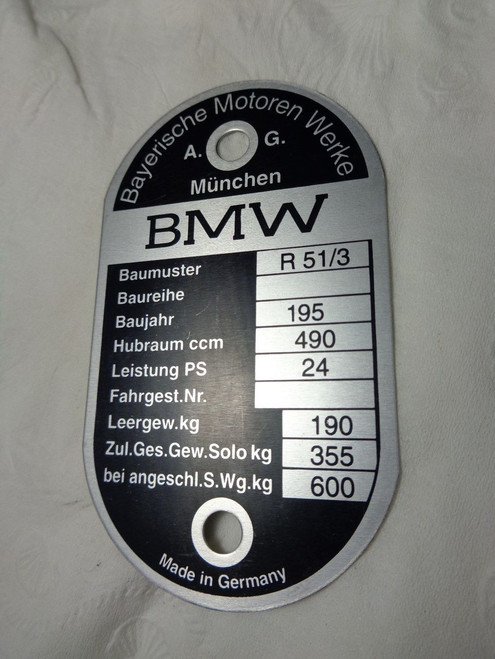 Bayerische Motoren Werke
A. G.
München
BMW
Baumuster R 51/3
Baureihe
Baujahr 195
Hubraum ccm 490
Leistung PS 24
Fahrgest.Nr.
Leergew.kg 190
Zul.Ges.Gew.Solo kg 355
bei angeschl.S.Wg.kg 600
Made in Germany